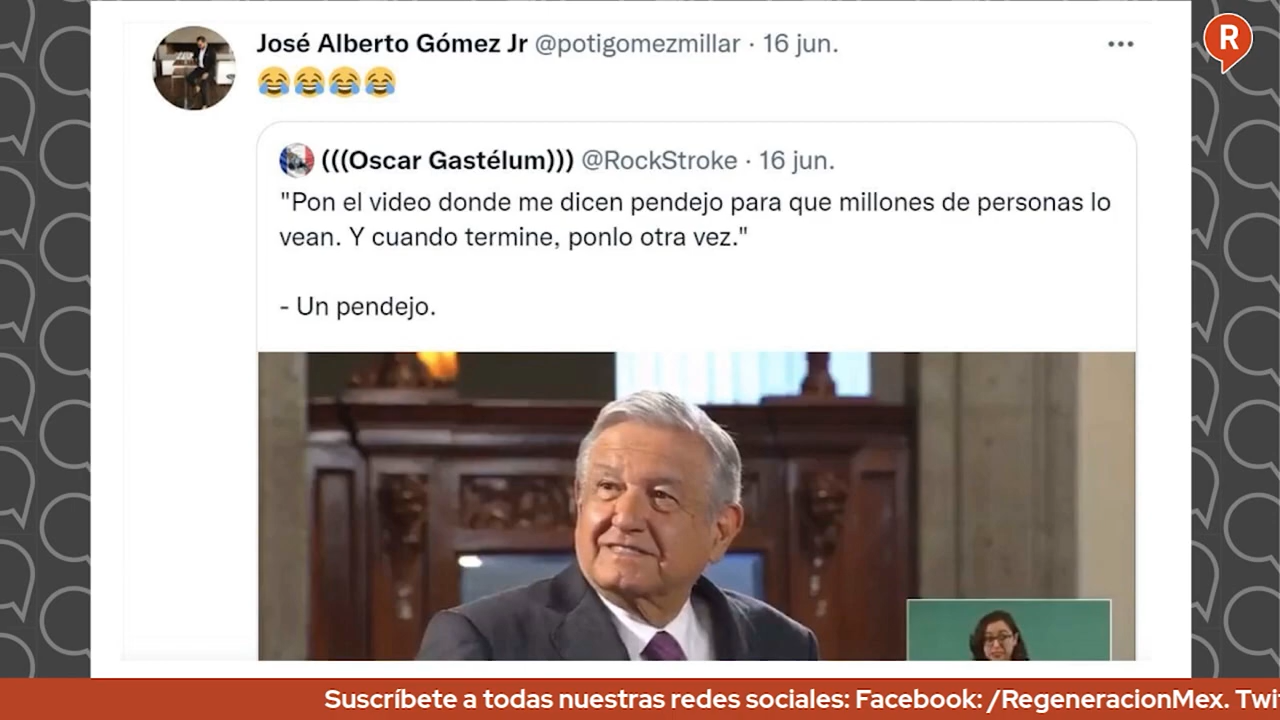 José Alberto Gómez Jr @potigomezmillar · 16 jun.
😂😂😂😂
(((Oscar Gastélum))) @RockStroke · 16 jun.
"Pon el video donde me dicen pendejo para que millones de personas lo
vean. Y cuando termine, ponlo otra vez."
- Un pendejo.
R
Suscríbete a todas nuestras redes sociales: Facebook: /RegeneracionMex. Twi